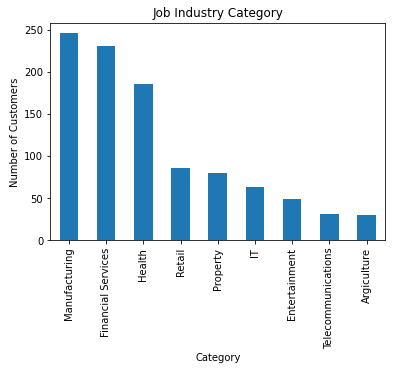 Job Industry Category
Number of Customers
250
200
150
100
50
0
Manufacturing
Financial Services
Health
Retail
Property
IT
Entertainment
Telecommunications
Argiculture
Category